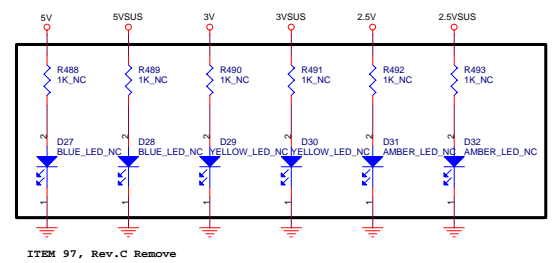 5V 5VSUS 3V 3VSUS 2.5V 2.5VSUS
R488 R489 R490 R491 R492 R493
1K_NC 1K_NC 1K_NC 1K_NC 1K_NC 1K_NC
2 2 2 2 2 2
D27 D28 D29 D30 D31 D32
BLUE_LED_NC BLUE_LED_NC YELLOW_LED_NC YELLOW_LED_NC AMBER_LED_NC AMBER_LED_NC
1 1 1 1 1 1
ITEM 97, Rev.C Remove